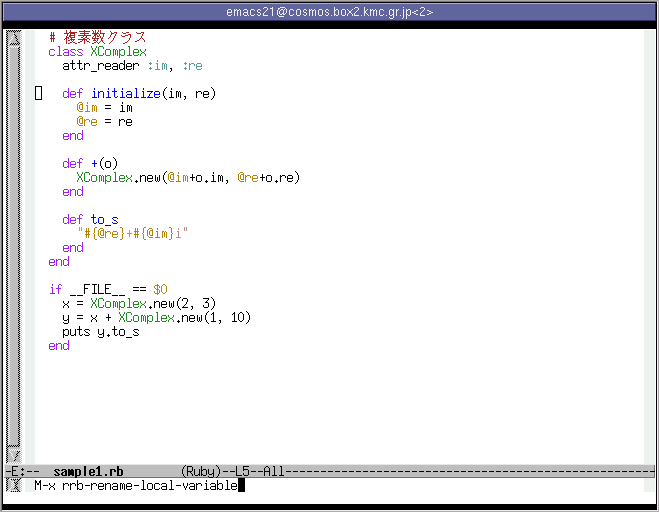 emacs21@cosmos.box2.kmc.gr.jp<2>
# 複素数クラス
class XComplex
  attr_reader :im, :re
  def initialize(im, re)
    @im = im
    @re = re
  end
  def +(o)
    XComplex.new(@im+o.im, @re+o.re)
  end
  def to_s
    "#{@re}+#{@im}i"
  end
end
if __FILE__ == $0
  x = XComplex.new(2, 3)
  y = x + XComplex.new(1, 10)
  puts y.to_s
end
-E:--  sample1.rb        (Ruby)--L5--All------------------------------------------------------
M-x rrb-rename-local-variable